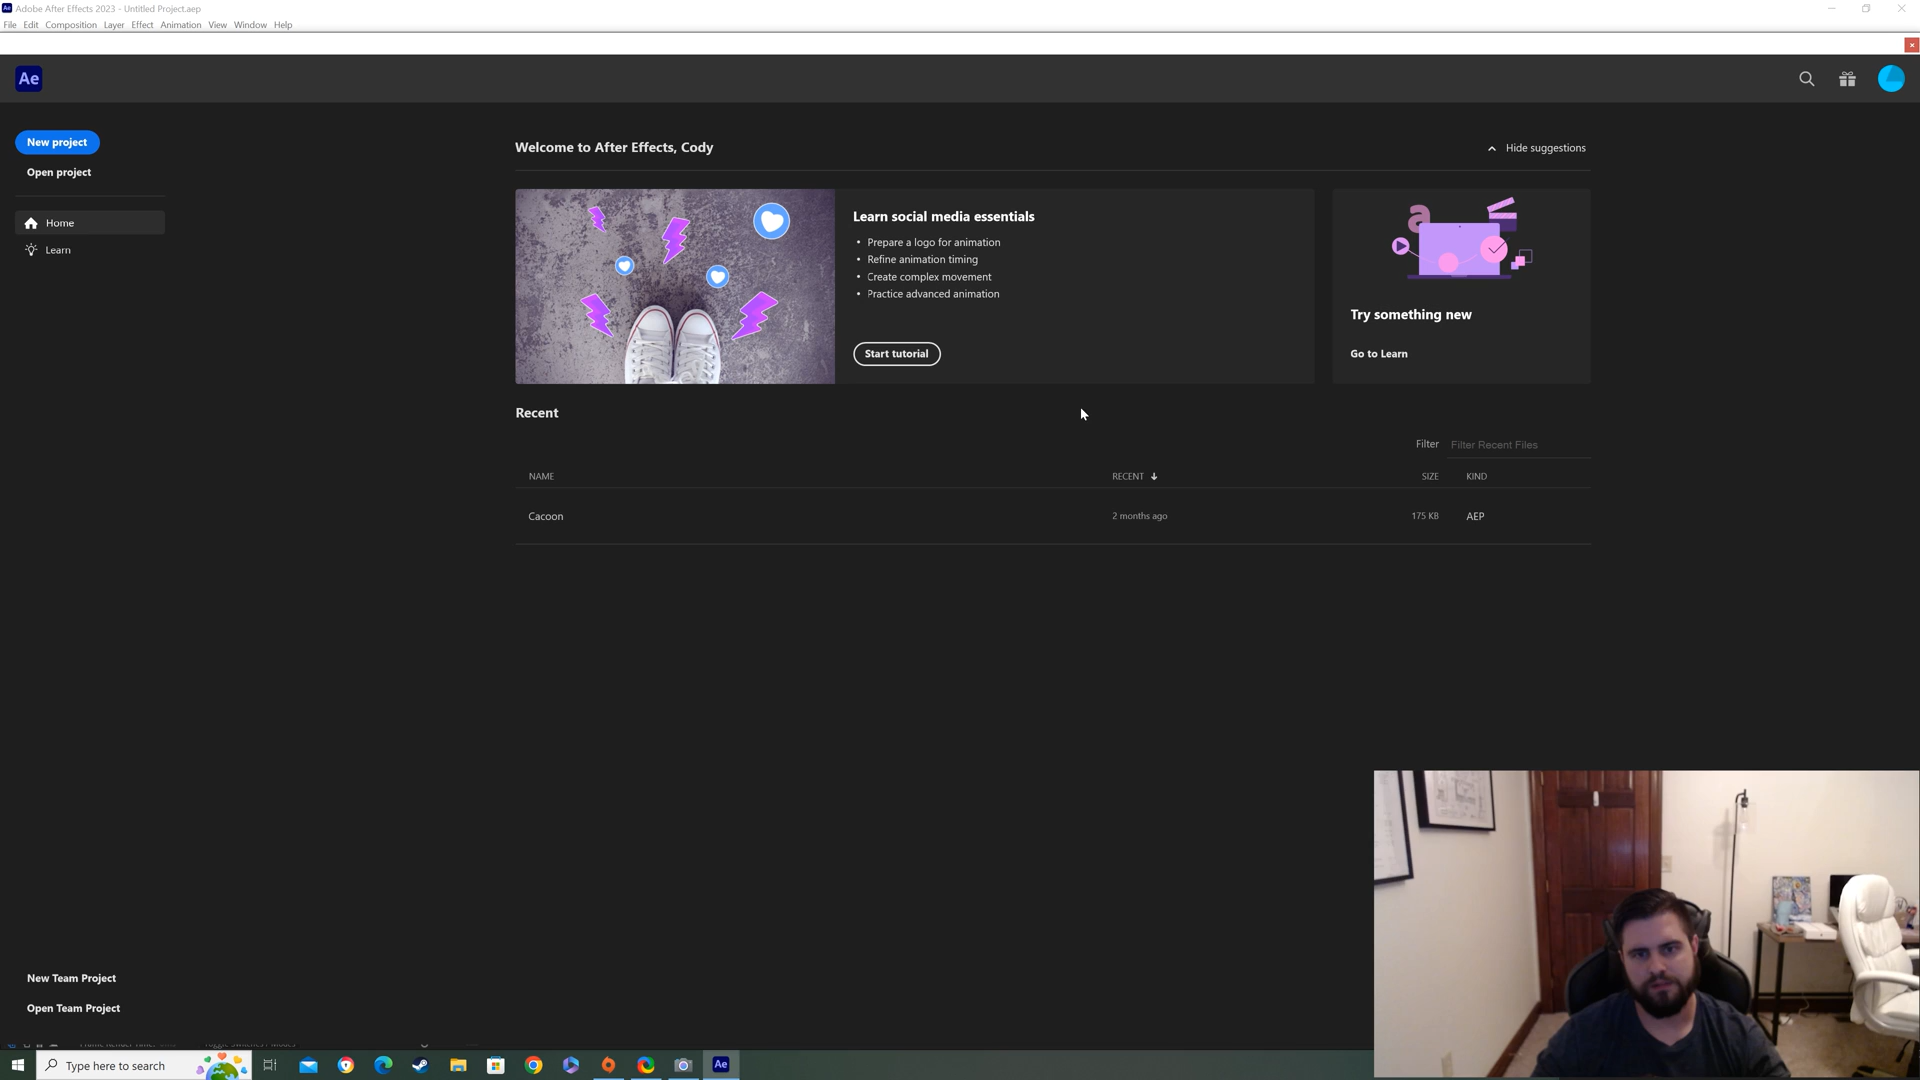 Ae Adobe After Effects 2023 - Untitled Project.aep
File Edit Composition Layer Effect Animation View Window Help
Ae
New project
Open project
Home
Learn
Welcome to After Effects, Cody
Hide suggestions
Learn social media essentials
• Prepare a logo for animation
• Refine animation timing
• Create complex movement
• Practice advanced animation
Start tutorial
Try something new
Go to Learn
Recent
Filter Filter Recent Files
NAME RECENT SIZE KIND
Cacoon 2 months ago 175 KB AEP
New Team Project
Open Team Project
Type here to search
Ae